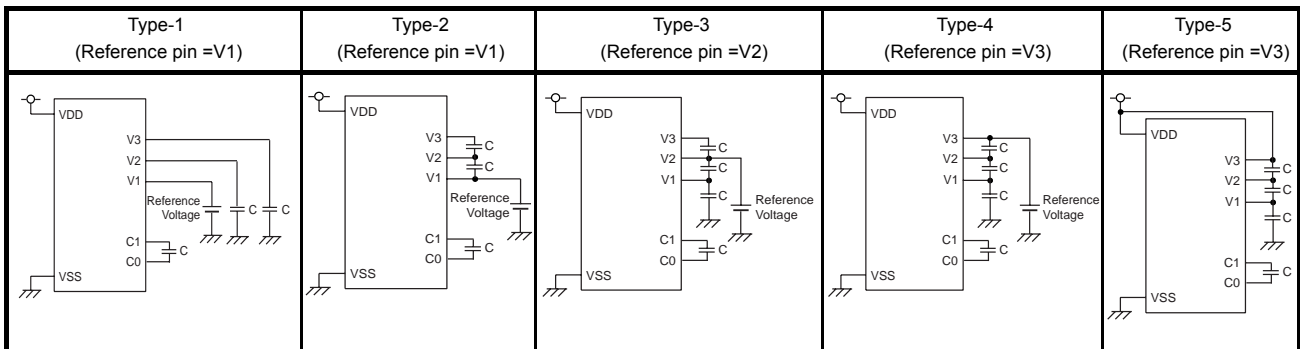 Type-1
(Reference pin =V1)
VDD
V3
V2
V1
Reference
Voltage
C
C
C1
C
C0
VSS
Type-2
(Reference pin =V1)
VDD
V3
C
V2
C
V1
Reference
Voltage
C1
C
C0
VSS
Type-3
(Reference pin =V2)
VDD
V3
C
V2
C
V1
C
Reference
Voltage
C1
C
C0
VSS
Type-4
(Reference pin =V3)
VDD
V3
C
V2
C
V1
C
Reference
Voltage
C1
C
C0
VSS
Type-5
(Reference pin =V3)
VDD
V3
C
V2
C
V1
C
C1
C
C0
VSS